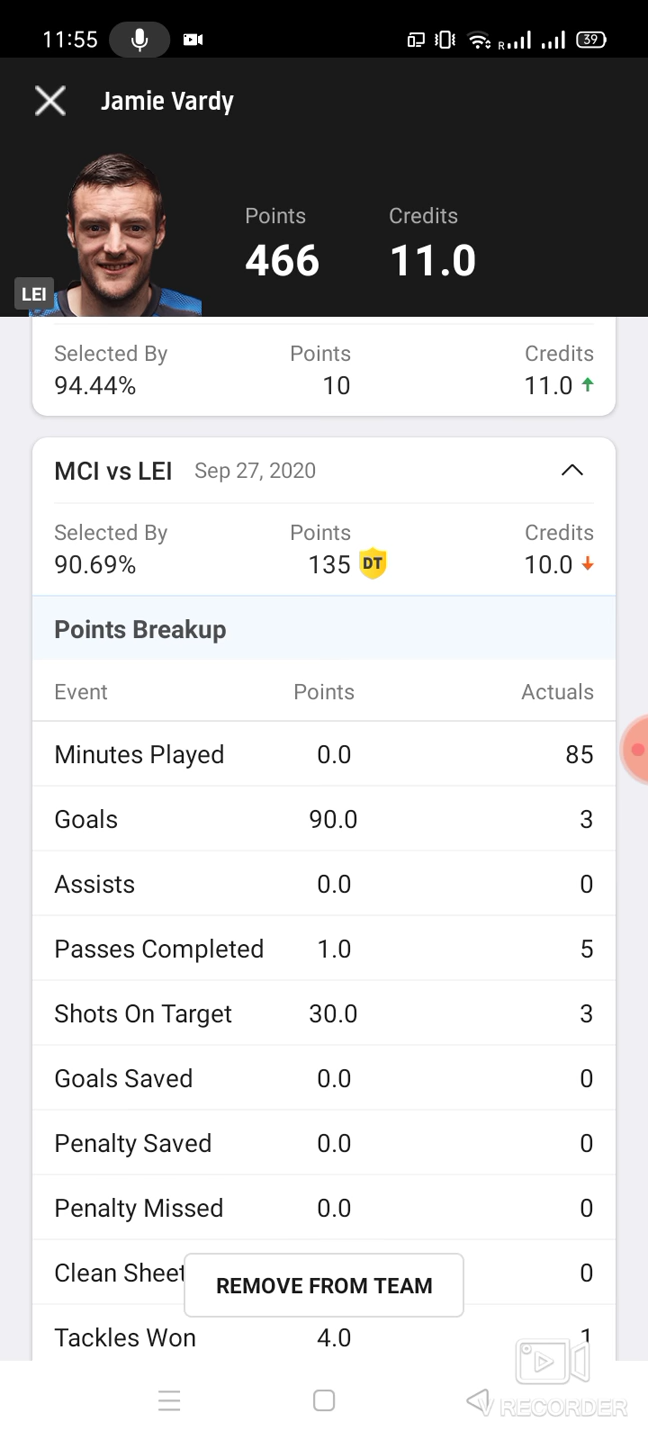 11:55
R
39
Jamie Vardy
Points Credits
466 11.0
LEI
Selected By Points Credits
94.44% 10 11.0
MCI vs LEI Sep 27, 2020
Selected By Points Credits
90.69% 135 DT 10.0
Points Breakup
Event Points Actuals
Minutes Played 0.0 85
Goals 90.0 3
Assists 0.0 0
Passes Completed 1.0 5
Shots On Target 30.0 3
Goals Saved 0.0 0
Penalty Saved 0.0 0
Penalty Missed 0.0 0
Clean Sheet 0
REMOVE FROM TEAM
Tackles Won 4.0 1
V RECORDER